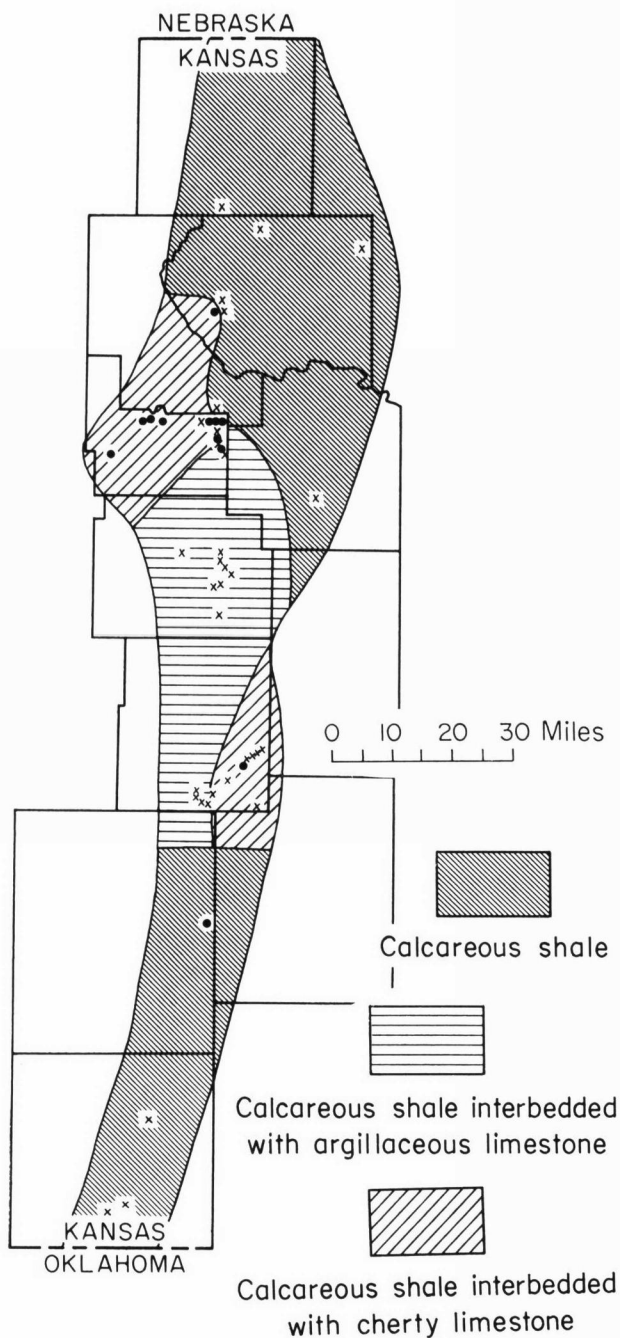 NEBRASKA
KANSAS
0 10 20 30 Miles
Calcareous shale
Calcareous shale interbedded
with argillaceous limestone
Calcareous shale interbedded
with cherty limestone
KANSAS
OKLAHOMA